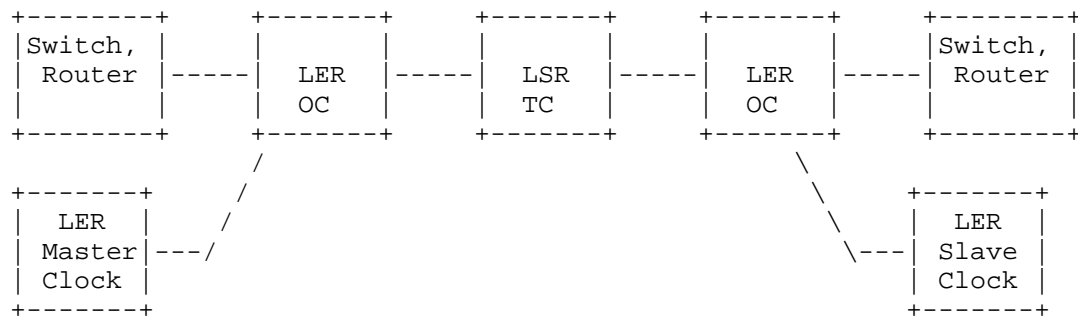 Switch, Switch,
Router LER LSR LER Router
OC TC OC
LER LER
Master Slave
Clock Clock